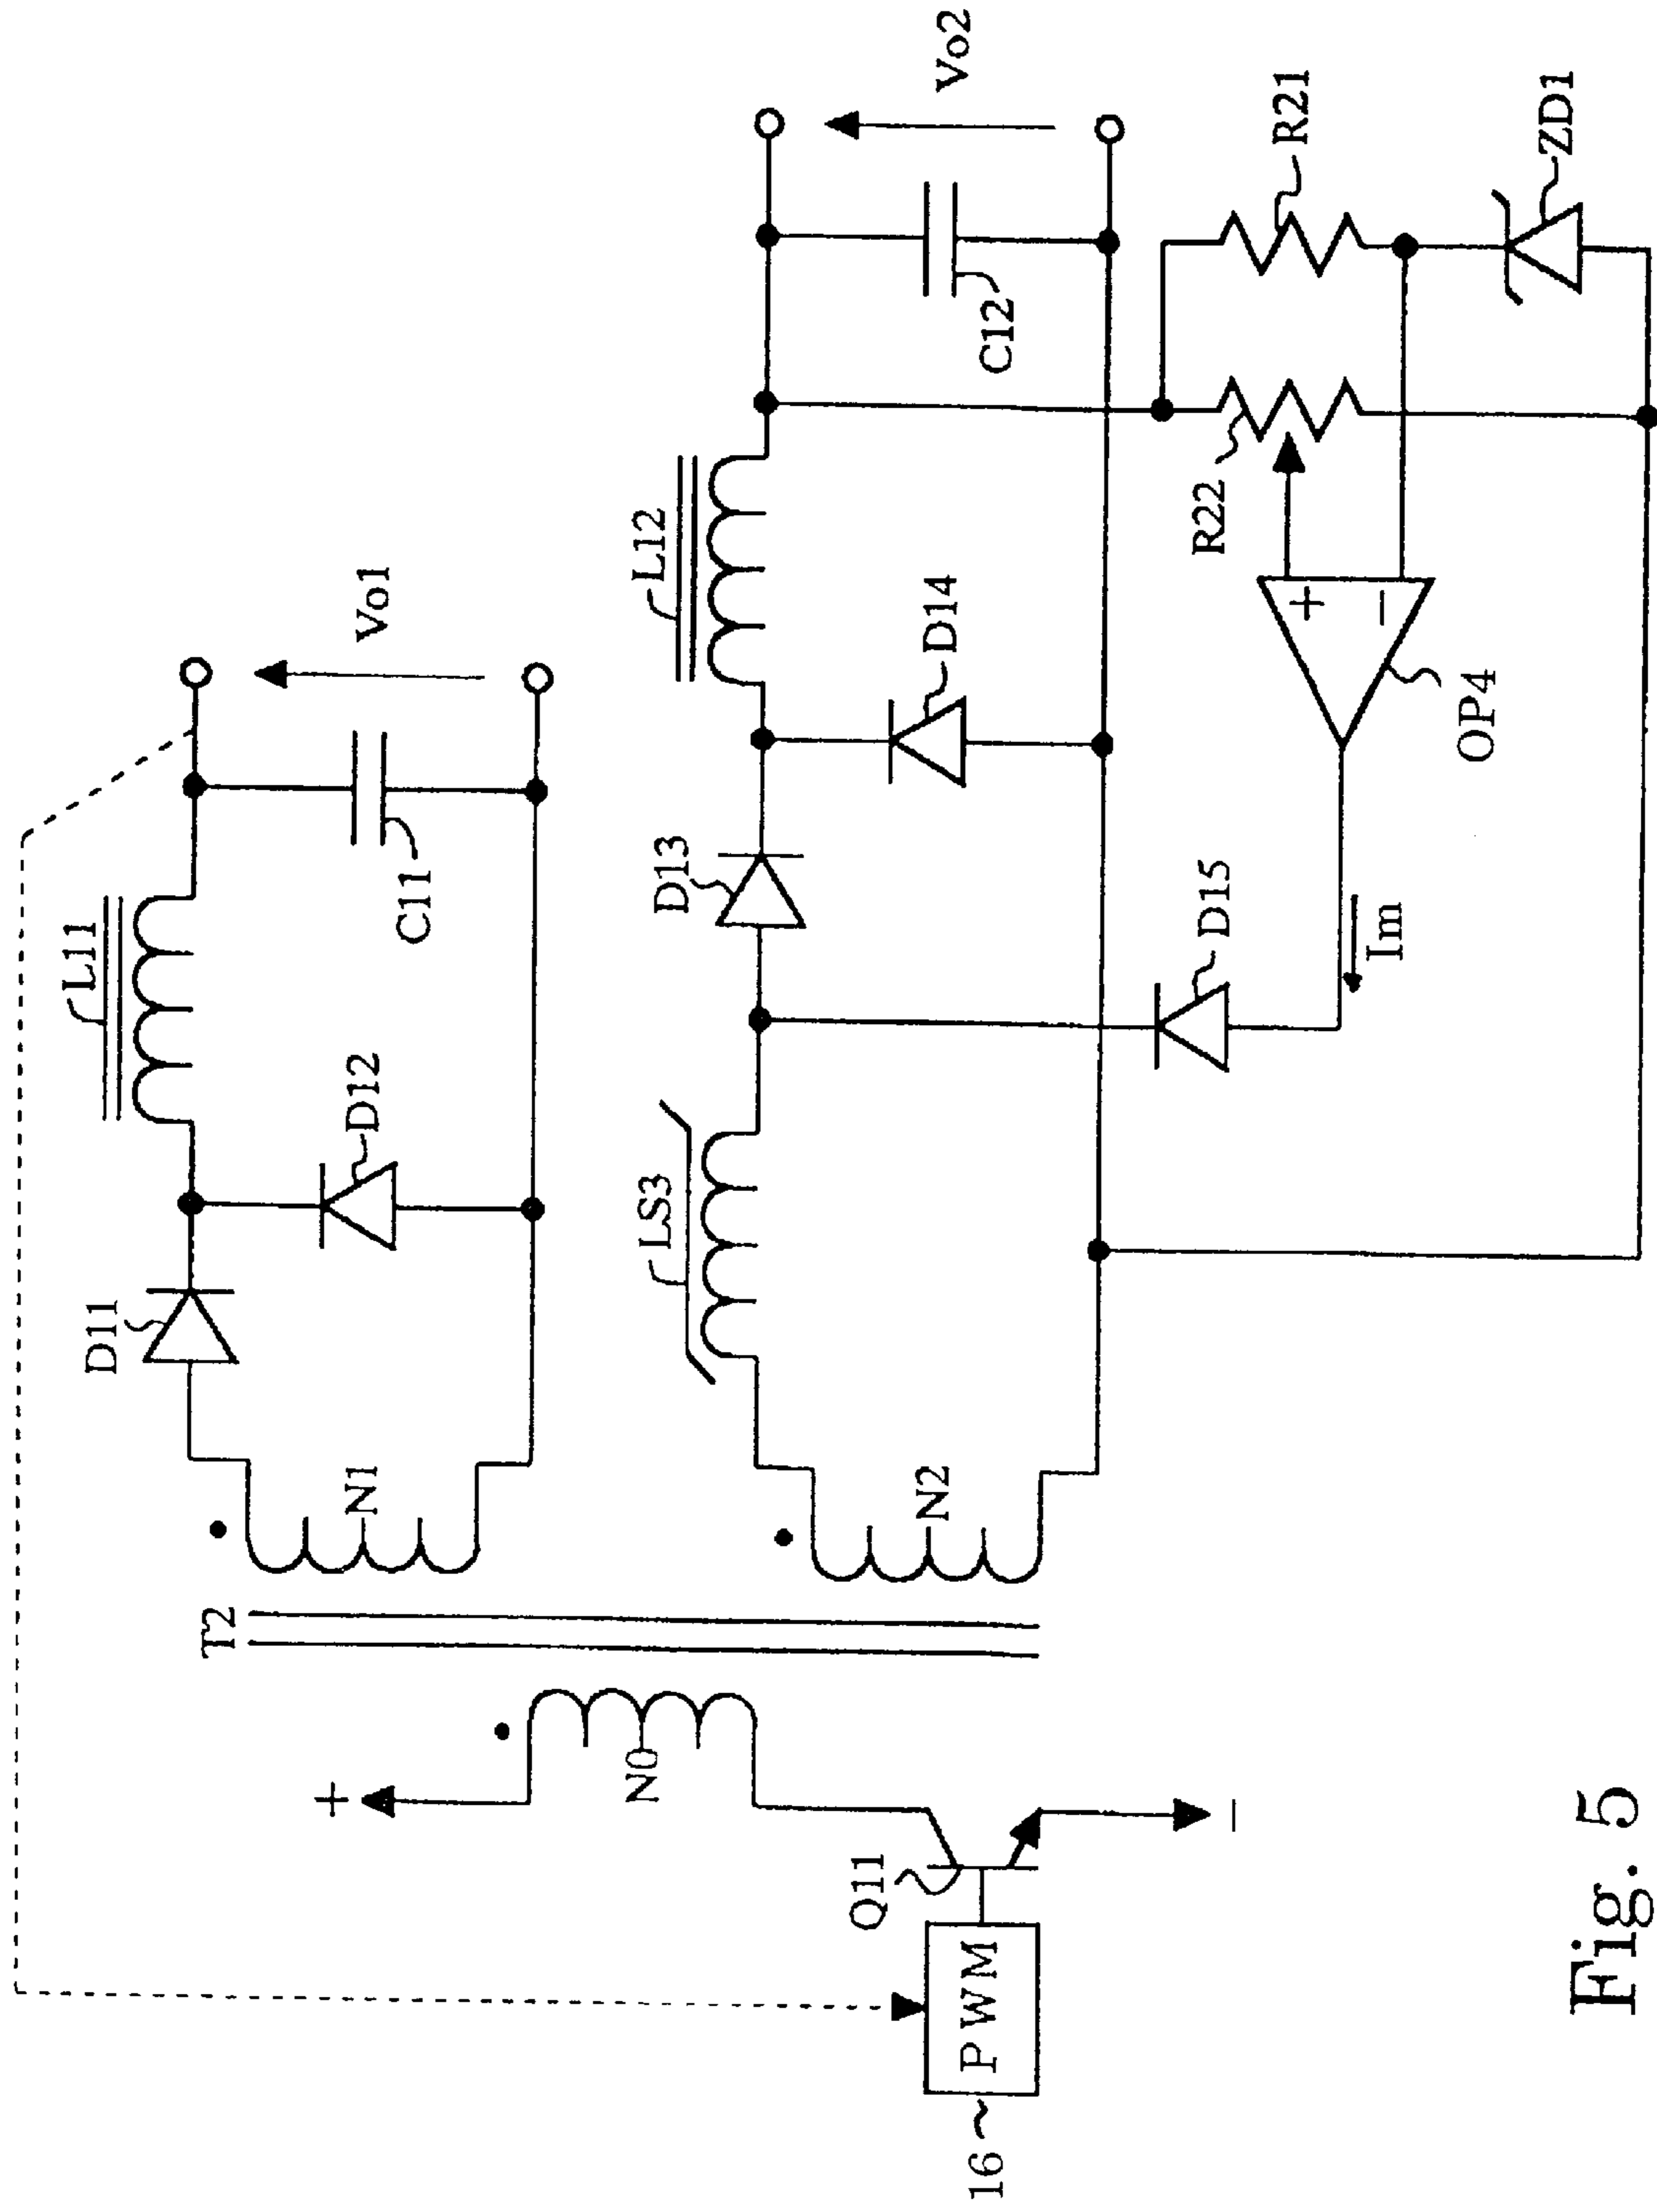 16
PWM
Q11
+
−
N0
T2
N1
D11
D12
L11
C11
Vo1
N2
LS3
D13
D14
D15
L12
C12
Vo2
Im
OP4
+
−
R22
R21
ZD1
Fig. 5